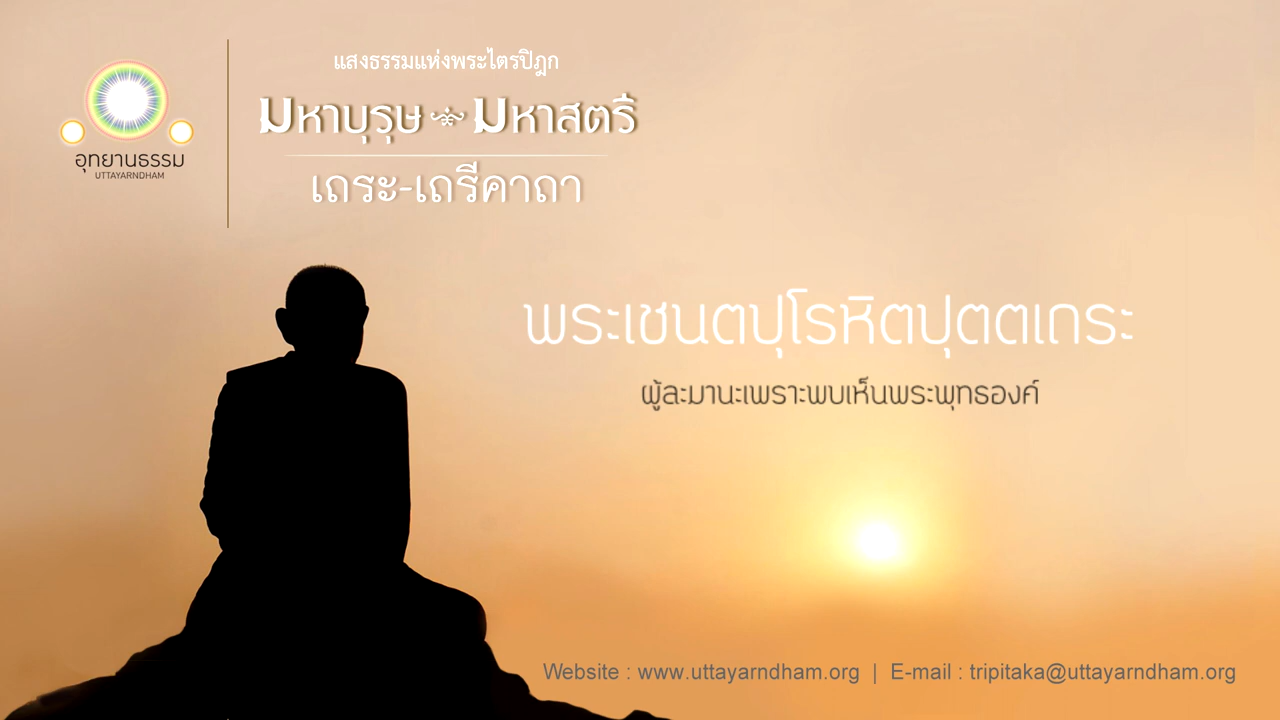 อุทยานธรรม
UTTAYARNDHAM
แสงธรรมแห่งพระไตรปิฎก
มหาบุรุษ มหาสตรี
เถระ-เถรีคาถา
พระเชนตปุโรหิตปุตตเถระ
ผู้ละมานะเพราะพบเห็นพระพุทธองค์
Website : www.uttayarndham.org | E-mail : tripitaka@uttayarndham.org